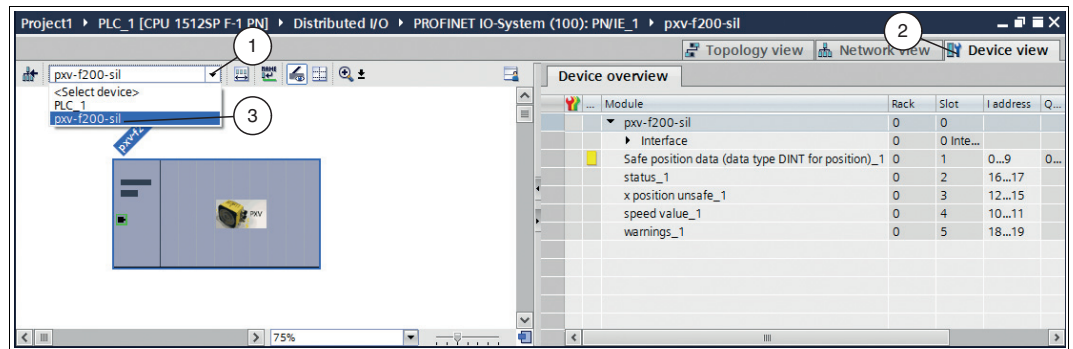 Project1 ▸ PLC_1 [CPU 1512SP F-1 PN] ▸ Distributed I/O ▸ PROFINET IO-System (100): PN/IE_1 ▸ pxv-f200-sil
1
2
Topology view Network view Device view
pxv-f200-sil
<Select device>
PLC_1
pxv-f200-sil
3
pxv-f2
PXV
75%
Device overview
... Module Rack Slot I address Q...
pxv-f200-sil 0 0
Interface 0 0 Inte...
Safe position data (data type DINT for position)_1 0 1 0...9 0...
status_1 0 2 16...17
x position unsafe_1 0 3 12...15
speed value_1 0 4 10...11
warnings_1 0 5 18...19